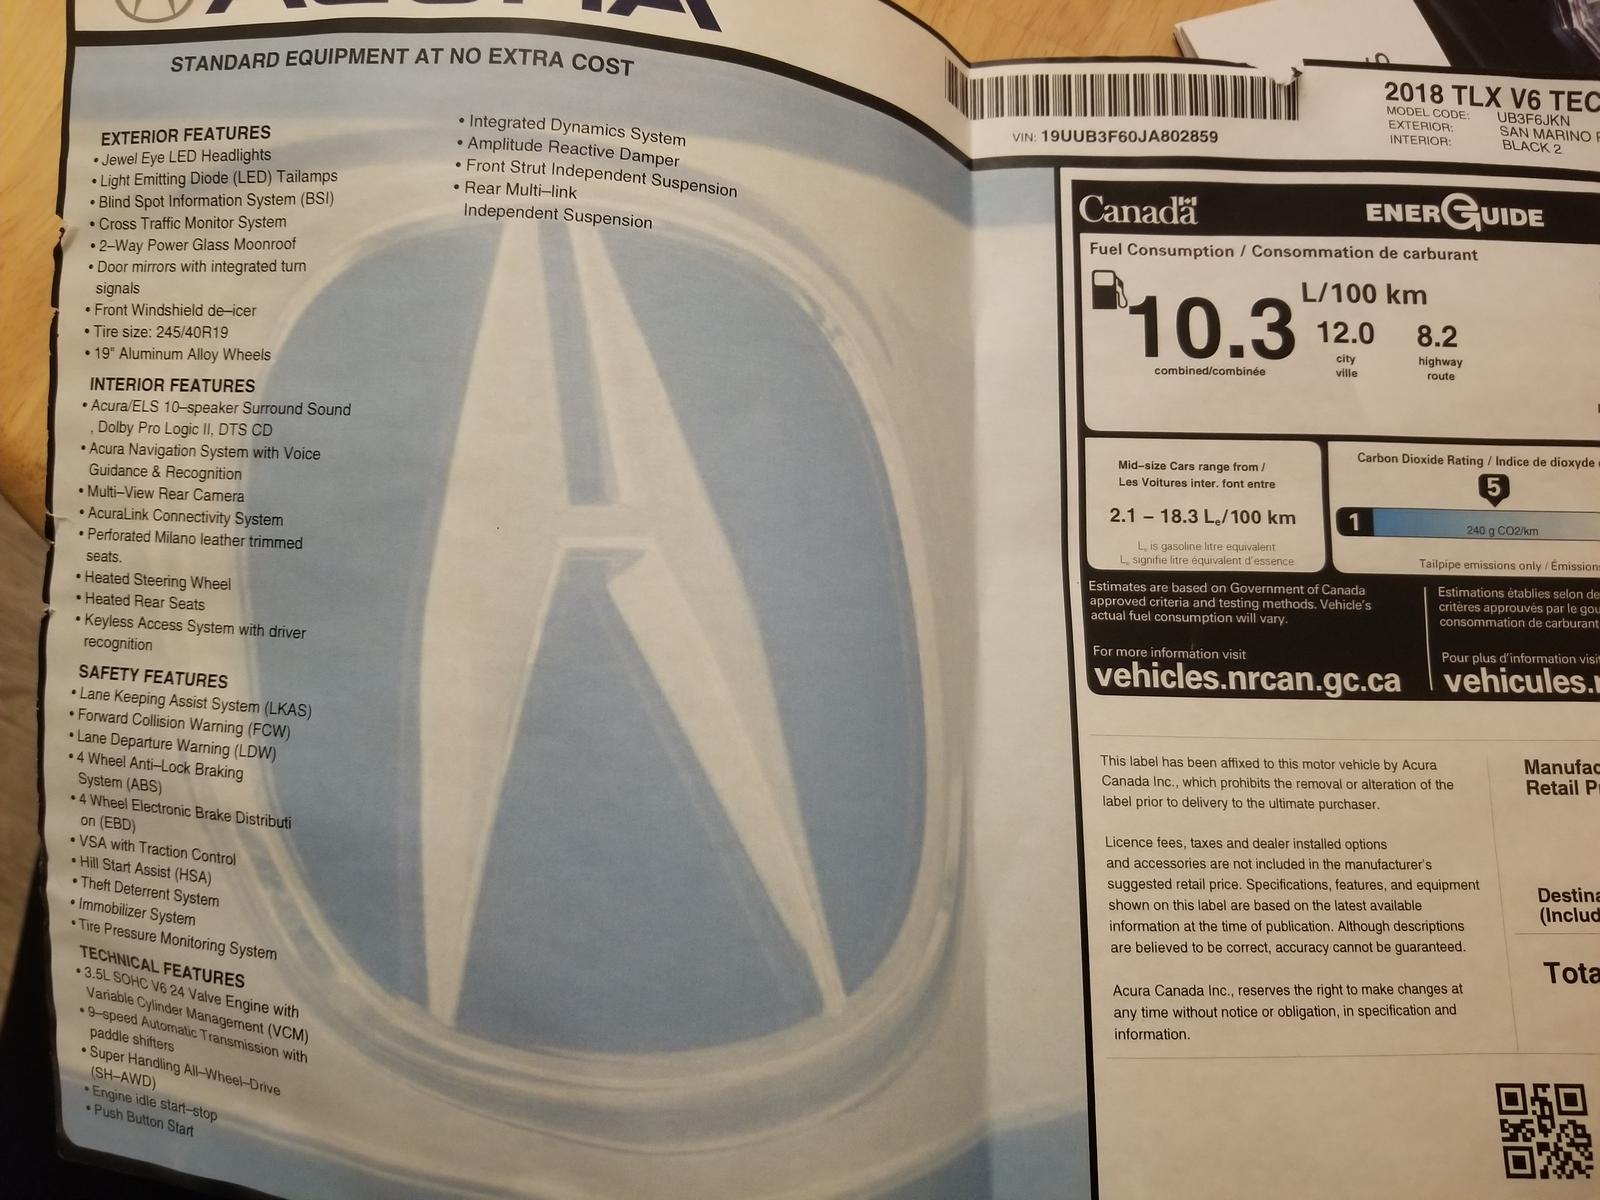 ACURA
STANDARD EQUIPMENT AT NO EXTRA COST
EXTERIOR FEATURES
• Jewel Eye LED Headlights
• Light Emitting Diode (LED) Tailamps
• Blind Spot Information System (BSI)
• Cross Traffic Monitor System
• 2–Way Power Glass Moonroof
• Door mirrors with integrated turn
signals
• Front Windshield de–icer
• Tire size: 245/40R19
• 19" Aluminum Alloy Wheels
INTERIOR FEATURES
• Acura/ELS 10–speaker Surround Sound
, Dolby Pro Logic II, DTS CD
• Acura Navigation System with Voice
Guidance & Recognition
• Multi–View Rear Camera
• AcuraLink Connectivity System
• Perforated Milano leather trimmed
seats.
• Heated Steering Wheel
• Heated Rear Seats
• Keyless Access System with driver
recognition
SAFETY FEATURES
• Lane Keeping Assist System (LKAS)
• Forward Collision Warning (FCW)
• Lane Departure Warning (LDW)
• 4 Wheel Anti–Lock Braking
System (ABS)
• 4 Wheel Electronic Brake Distributi
on (EBD)
• VSA with Traction Control
• Hill Start Assist (HSA)
• Theft Deterrent System
• Immobilizer System
• Tire Pressure Monitoring System
TECHNICAL FEATURES
• 3.5L SOHC V6 24 Valve Engine with
Variable Cylinder Management (VCM)
• 9–speed Automatic Transmission with
paddle shifters
• Super Handling All–Wheel–Drive
(SH–AWD)
• Engine idle start–stop
• Push Button Start
• Integrated Dynamics System
• Amplitude Reactive Damper
• Front Strut Independent Suspension
• Rear Multi–link
Independent Suspension
VIN: 19UUB3F60JA802859
2018 TLX V6 TEC
MODEL CODE: UB3F6JKN
EXTERIOR: SAN MARINO
INTERIOR: BLACK 2
Canada
ENERGUIDE
Fuel Consumption / Consommation de carburant
10.3 L/100 km
12.0 8.2
city highway
ville route
combined/combinée
Mid–size Cars range from /
Les Voitures inter. font entre
2.1 – 18.3 Le/100 km
Le is gasoline litre equivalent
Le signifie litre équivalent d'essence
Carbon Dioxide Rating / Indice de dioxyde
5
1
240 g CO2/km
Tailpipe emissions only / Émission
Estimates are based on Government of Canada
approved criteria and testing methods. Vehicle's
actual fuel consumption will vary.
For more information visit
vehicles.nrcan.gc.ca
Estimations établies selon de
critères approuvés par le gou
consommation de carburant
Pour plus d'information visi
vehicules.
This label has been affixed to this motor vehicle by Acura
Canada Inc., which prohibits the removal or alteration of the
label prior to delivery to the ultimate purchaser.
Licence fees, taxes and dealer installed options
and accessories are not included in the manufacturer's
suggested retail price. Specifications, features, and equipment
shown on this label are based on the latest available
information at the time of publication. Although descriptions
are believed to be correct, accuracy cannot be guaranteed.
Acura Canada Inc., reserves the right to make changes at
any time without notice or obligation, in specification and
information.
Manufac
Retail P
Destina
(Includ
Tota